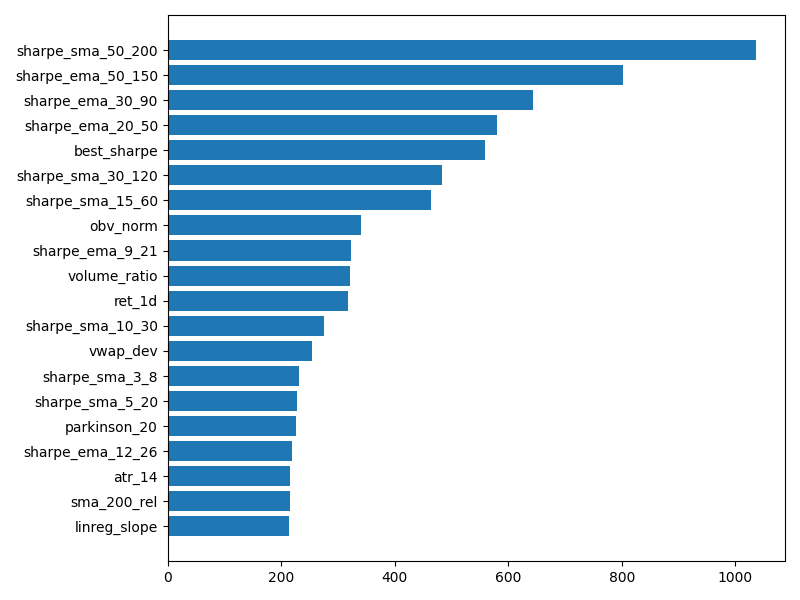 sharpe_sma_50_200
sharpe_ema_50_150
sharpe_ema_30_90
sharpe_ema_20_50
best_sharpe
sharpe_sma_30_120
sharpe_sma_15_60
obv_norm
sharpe_ema_9_21
volume_ratio
ret_1d
sharpe_sma_10_30
vwap_dev
sharpe_sma_3_8
sharpe_sma_5_20
parkinson_20
sharpe_ema_12_26
atr_14
sma_200_rel
linreg_slope
0 200 400 600 800 1000